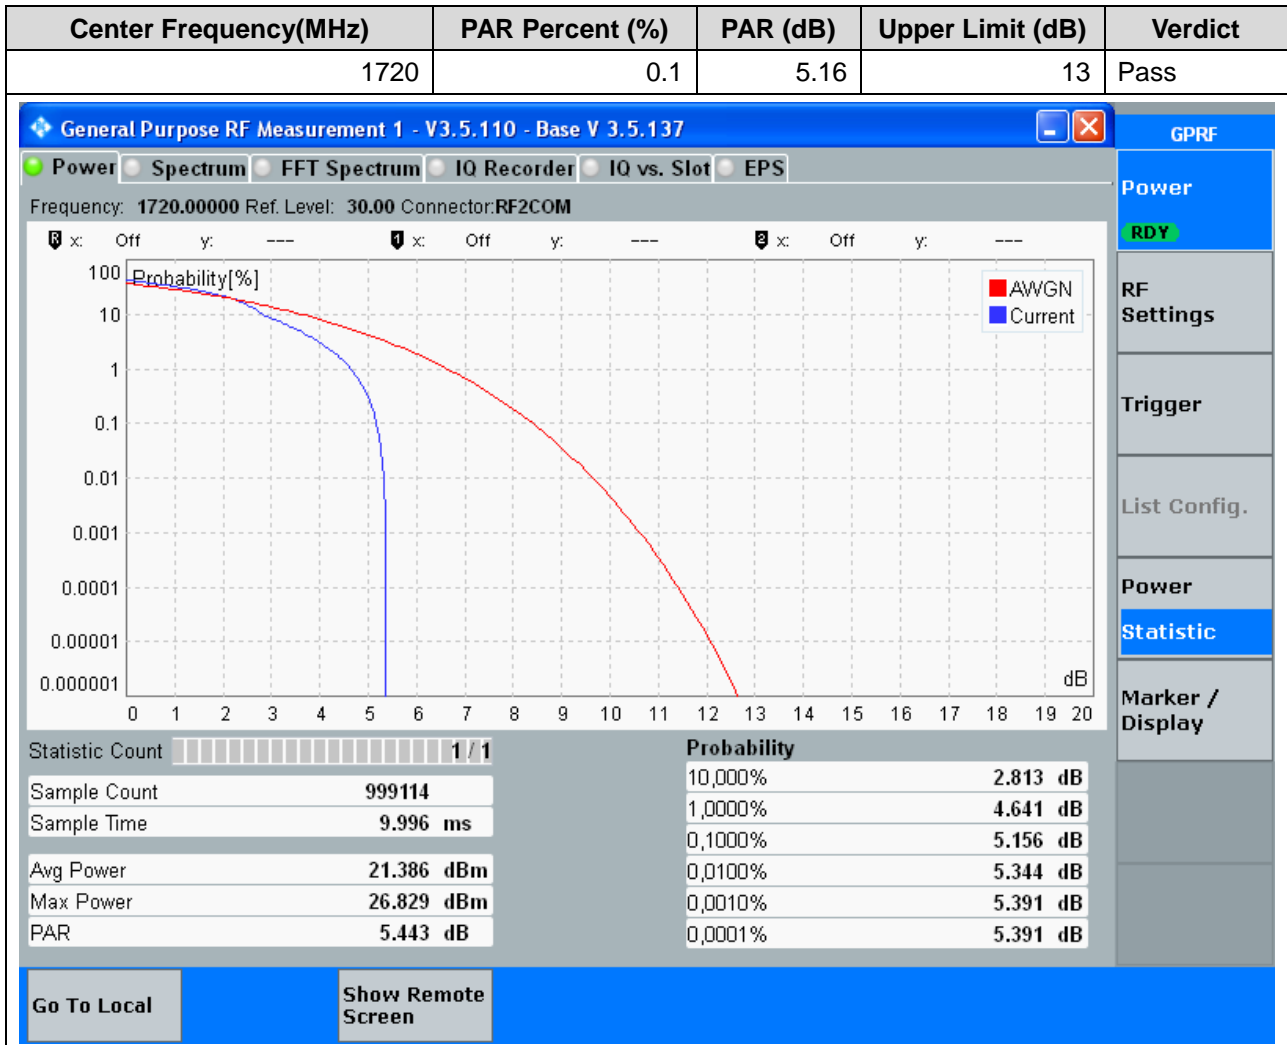 Center Frequency(MHz) PAR Percent (%) PAR (dB) Upper Limit (dB) Verdict
1720 0.1 5.16 13 Pass
General Purpose RF Measurement 1 - V3.5.110 - Base V 3.5.137
GPRF
Power Spectrum FFT Spectrum IQ Recorder IQ vs. Slot EPS
Power
RDY
Frequency: 1720.00000 Ref. Level: 30.00 Connector:RF2COM
R x: Off y: --- 1 x: Off y: --- 2 x: Off y: ---
Probability[%]
AWGN
Current
100
10
1
0.1
0.01
0.001
0.0001
0.00001
0.000001
dB
0 1 2 3 4 5 6 7 8 9 10 11 12 13 14 15 16 17 18 19 20
RF
Settings
Trigger
List Config.
Power
Statistic
Marker /
Display
Statistic Count 1 / 1
Sample Count 999114
Sample Time 9.996 ms
Avg Power 21.386 dBm
Max Power 26.829 dBm
PAR 5.443 dB
Probability
10,000% 2.813 dB
1,0000% 4.641 dB
0,1000% 5.156 dB
0,0100% 5.344 dB
0,0010% 5.391 dB
0,0001% 5.391 dB
Go To Local
Show Remote
Screen